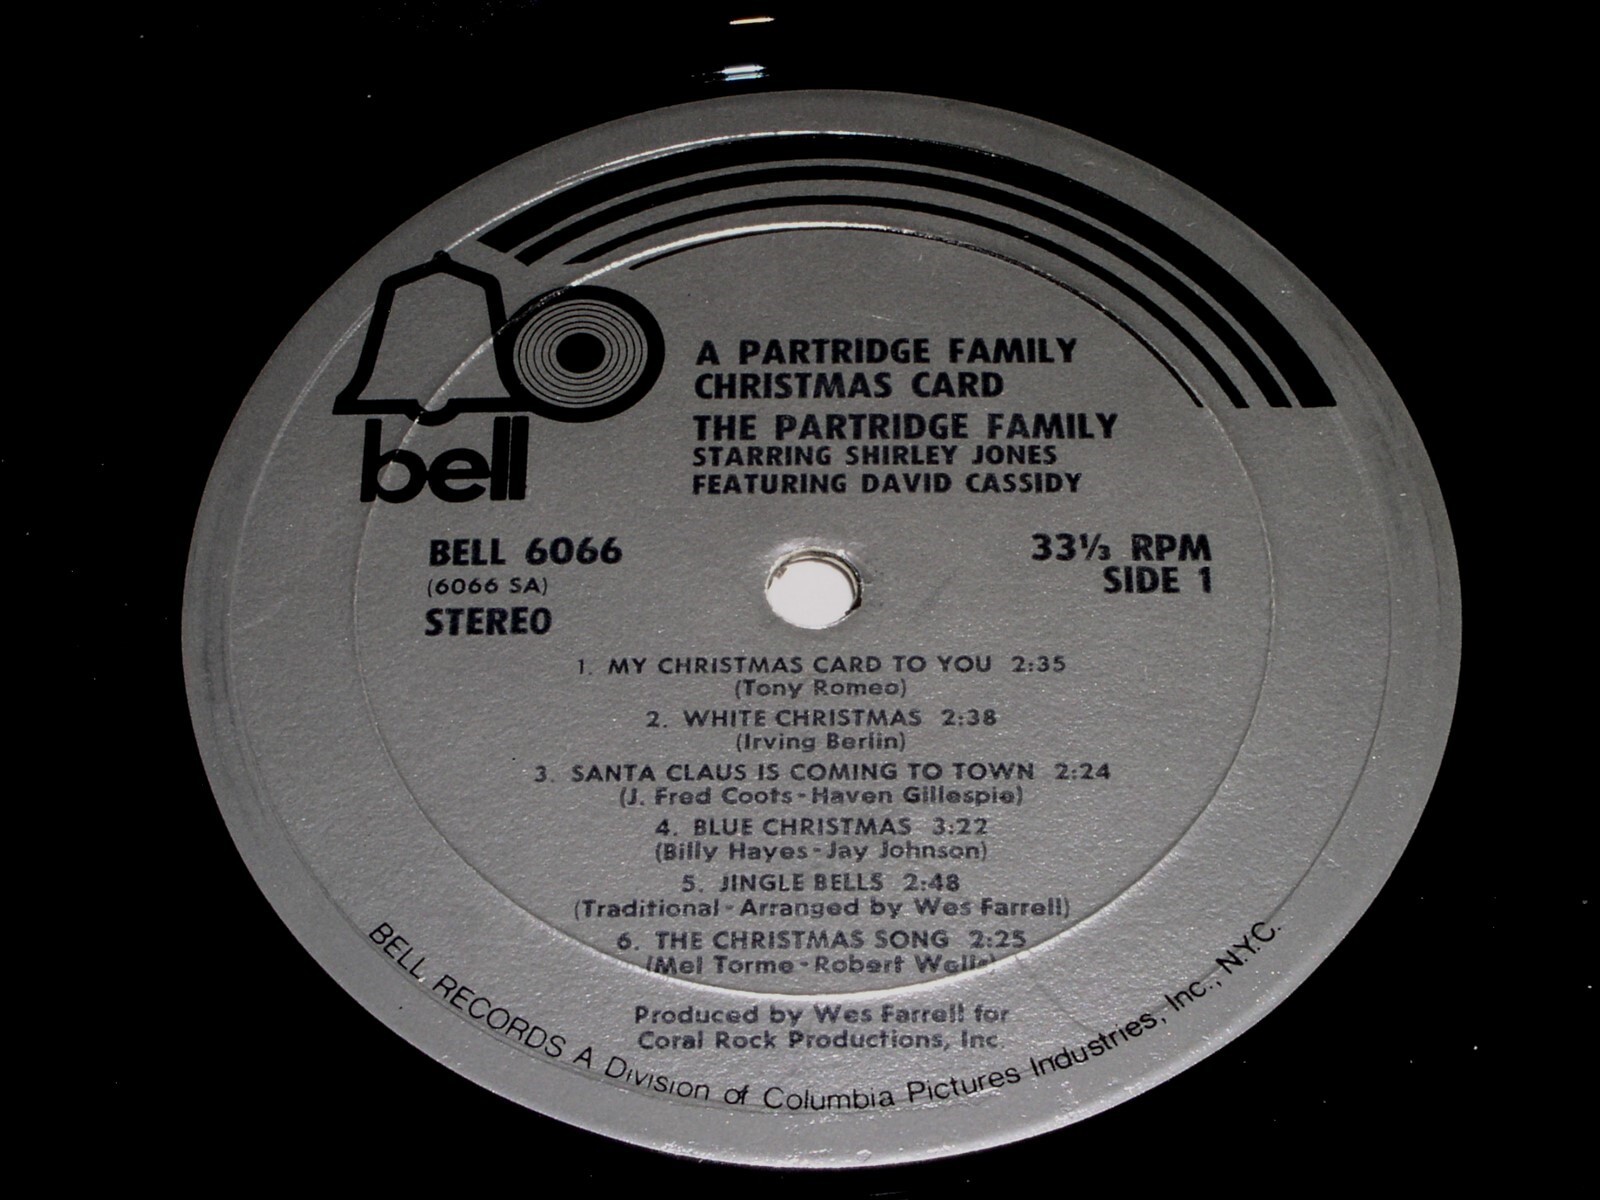 bell
A PARTRIDGE FAMILY
CHRISTMAS CARD
THE PARTRIDGE FAMILY
STARRING SHIRLEY JONES
FEATURING DAVID CASSIDY
BELL 6066
(6066 SA)
STEREO
33⅓ RPM
SIDE 1
1. MY CHRISTMAS CARD TO YOU 2:35
(Tony Romeo)
2. WHITE CHRISTMAS 2:38
(Irving Berlin)
3. SANTA CLAUS IS COMING TO TOWN 2:24
(J. Fred Coots-Haven Gillespie)
4. BLUE CHRISTMAS 3:22
(Billy Hayes-Jay Johnson)
5. JINGLE BELLS 2:48
(Traditional-Arranged by Wes Farrell)
6. THE CHRISTMAS SONG 2:25
(Mel Torme-Robert Wells)
Produced by Wes Farrell for
Coral Rock Productions, Inc.
BELL RECORDS A Division of Columbia Pictures Industries, Inc., N.Y.C.